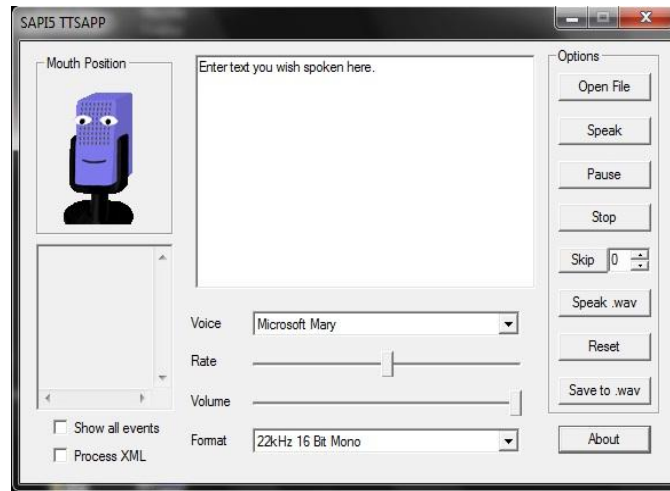 SAPI5 TTSAPP
Mouth Position
Enter text you wish spoken here.
Options
Open File
Speak
Pause
Stop
Skip 0
Speak .wav
Reset
Save to .wav
About
Voice Microsoft Mary
Rate
Volume
Format 22kHz 16 Bit Mono
Show all events
Process XML